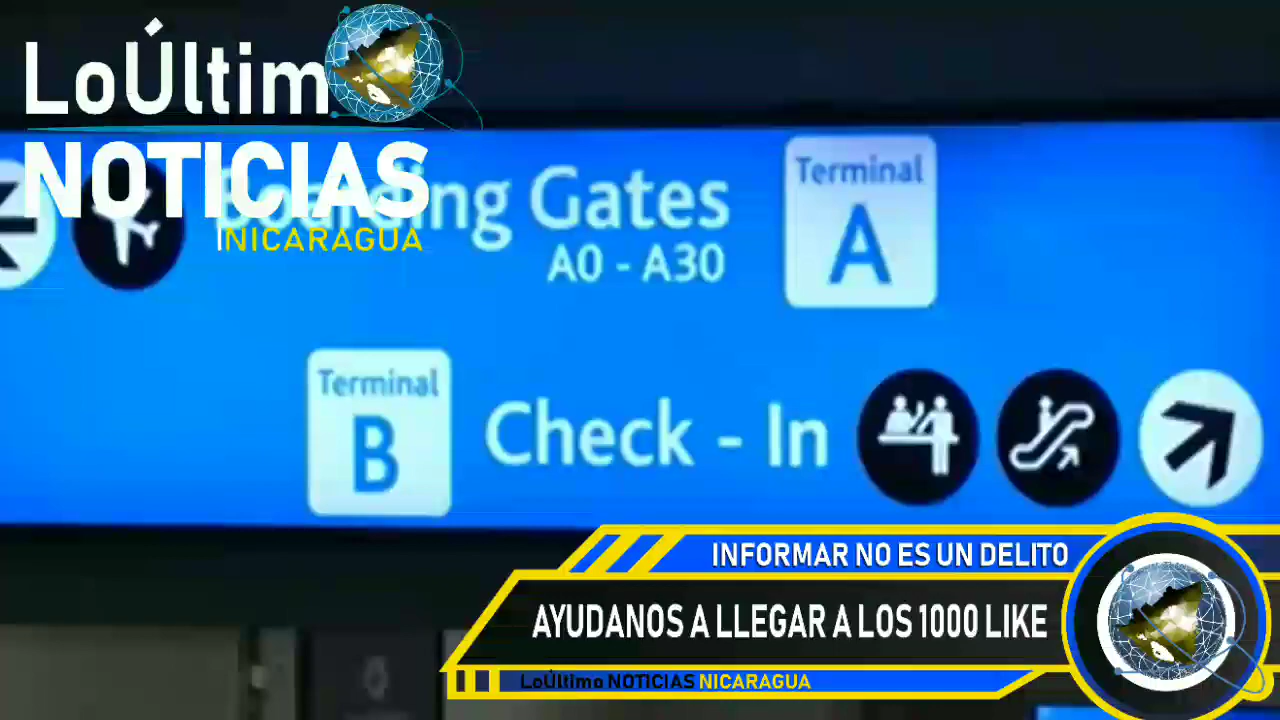 LoÚltimo
NOTICIAS
NICARAGUA
Boarding Gates
A0 - A30
Terminal
A
Terminal
B
Check - In
INFORMAR NO ES UN DELITO
AYUDANOS A LLEGAR A LOS 1000 LIKE
LoÚltimo NOTICIAS NICARAGUA